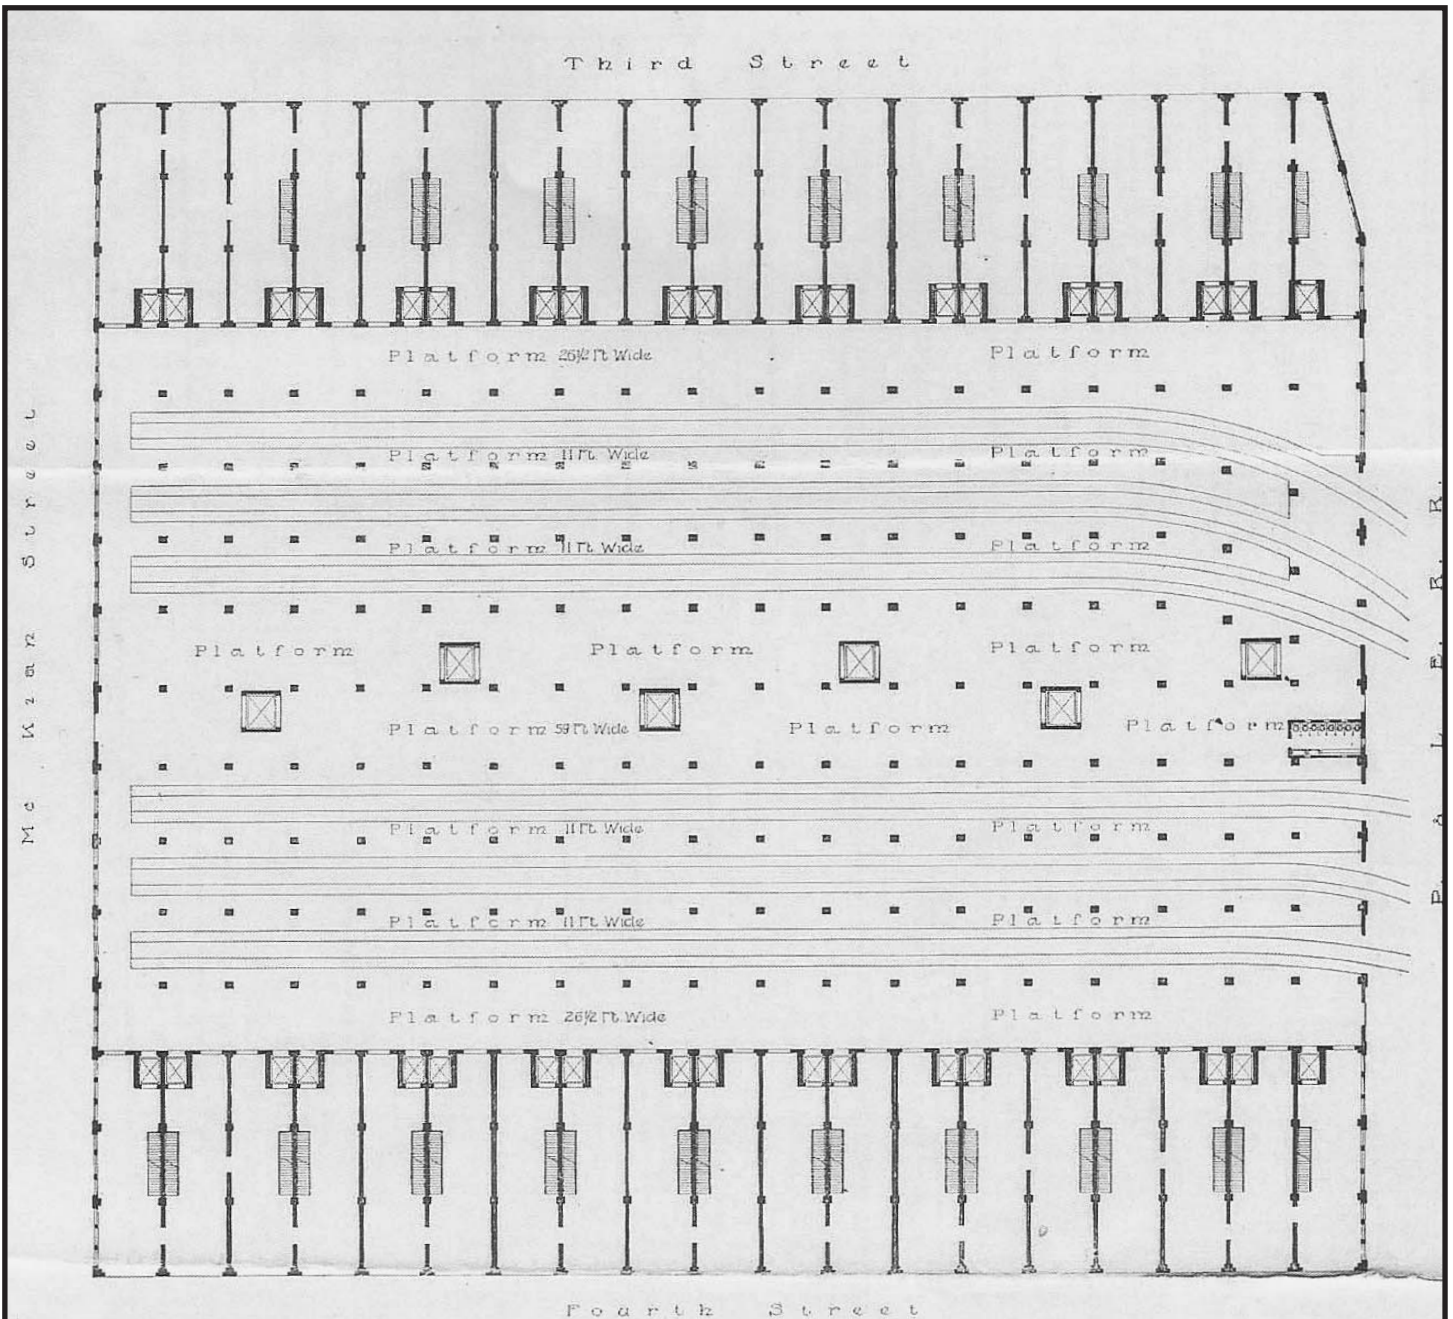 Third Street
Platform 26½ Ft. Wide Platform
Platform 11 Ft. Wide Platform
Platform 11 Ft. Wide Platform
Platform Platform Platform
Platform 59 Ft. Wide Platform Platform
Platform 11 Ft. Wide Platform
Platform 11 Ft. Wide Platform
Platform 26½ Ft. Wide Platform
Fourth Street
Mc Kian Street
P. & L. E. R. R.